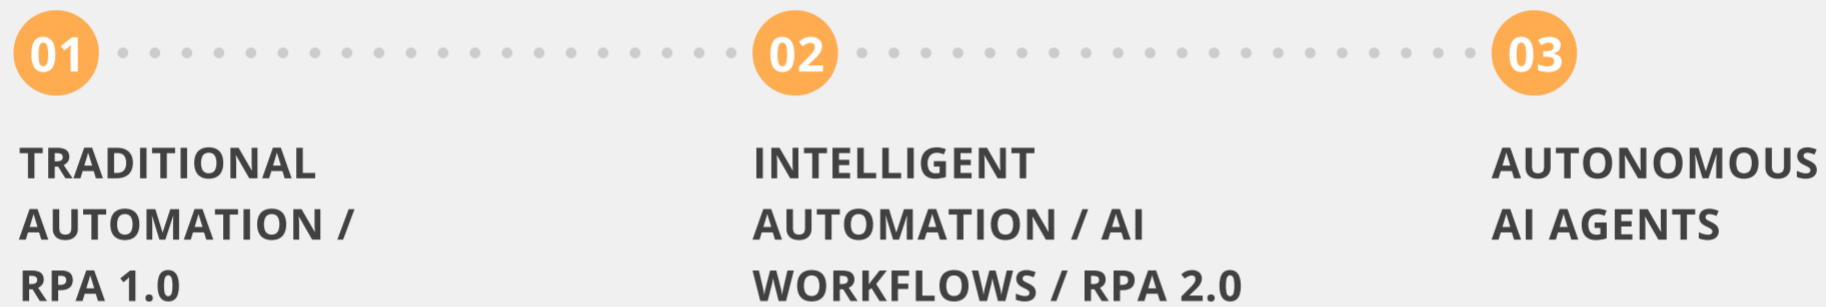 01
02
03
TRADITIONAL
AUTOMATION /
RPA 1.0
INTELLIGENT
AUTOMATION / AI
WORKFLOWS / RPA 2.0
AUTONOMOUS
AI AGENTS